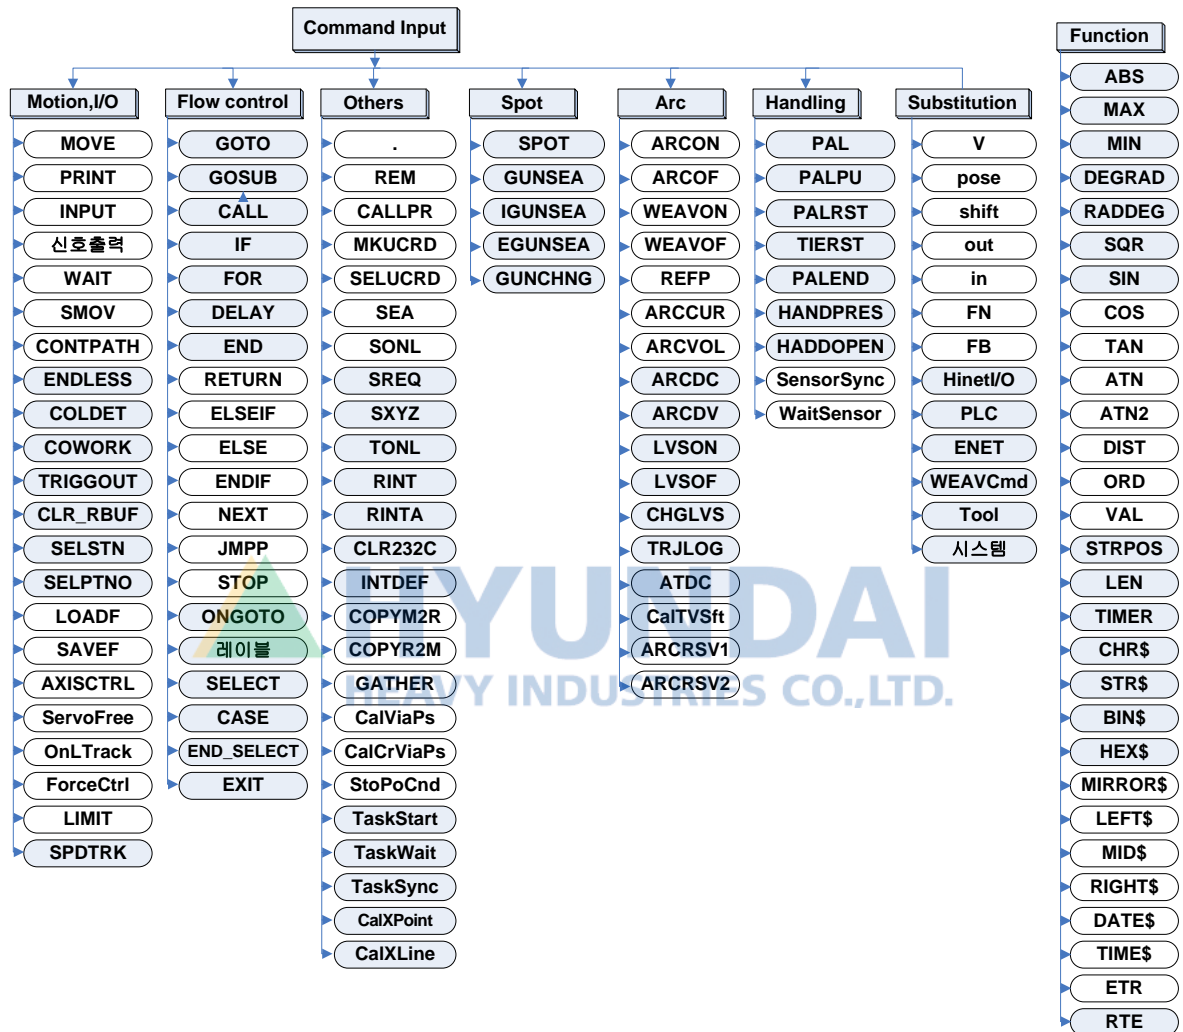 Command Input
Motion,I/O
MOVE
PRINT
INPUT
신호출력
WAIT
SMOV
CONTPATH
ENDLESS
COLDET
COWORK
TRIGGOUT
CLR_RBUF
SELSTN
SELPTNO
LOADF
SAVEF
AXISCTRL
ServoFree
OnLTrack
ForceCtrl
LIMIT
SPDTRK
Flow control
GOTO
GOSUB
CALL
IF
FOR
DELAY
END
RETURN
ELSEIF
ELSE
ENDIF
NEXT
JMPP
STOP
ONGOTO
레이블
SELECT
CASE
END_SELECT
EXIT
Others
.
REM
CALLPR
MKUCRD
SELUCRD
SEA
SONL
SREQ
SXYZ
TONL
RINT
RINTA
CLR232C
INTDEF
COPYM2R
COPYR2M
GATHER
CalViaPs
CalCrViaPs
StoPoCnd
TaskStart
TaskWait
TaskSync
CalXPoint
CalXLine
Spot
SPOT
GUNSEA
IGUNSEA
EGUNSEA
GUNCHNG
Arc
ARCON
ARCOF
WEAVON
WEAVOF
REFP
ARCCUR
ARCVOL
ARCDC
ARCDV
LVSON
LVSOF
CHGLVS
TRJLOG
ATDC
CalTVSft
ARCRSV1
ARCRSV2
Handling
PAL
PALPU
PALRST
TIERST
PALEND
HANDPRES
HADDOPEN
SensorSync
WaitSensor
Substitution
V
pose
shift
out
in
FN
FB
HinetI/O
PLC
ENET
WEAVCmd
Tool
시스템
Function
ABS
MAX
MIN
DEGRAD
RADDEG
SQR
SIN
COS
TAN
ATN
ATN2
DIST
ORD
VAL
STRPOS
LEN
TIMER
CHR$
STR$
BIN$
HEX$
MIRROR$
LEFT$
MID$
RIGHT$
DATE$
TIME$
ETR
RTE
HYUNDAI
HEAVY INDUSTRIES CO.,LTD.